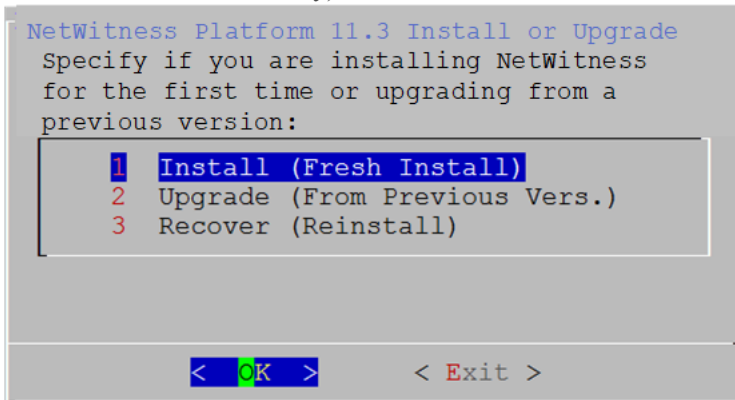 NetWitness Platform 11.3 Install or Upgrade
Specify if you are installing NetWitness
for the first time or upgrading from a
previous version:
1 Install (Fresh Install)
2 Upgrade (From Previous Vers.)
3 Recover (Reinstall)
< OK > < Exit >